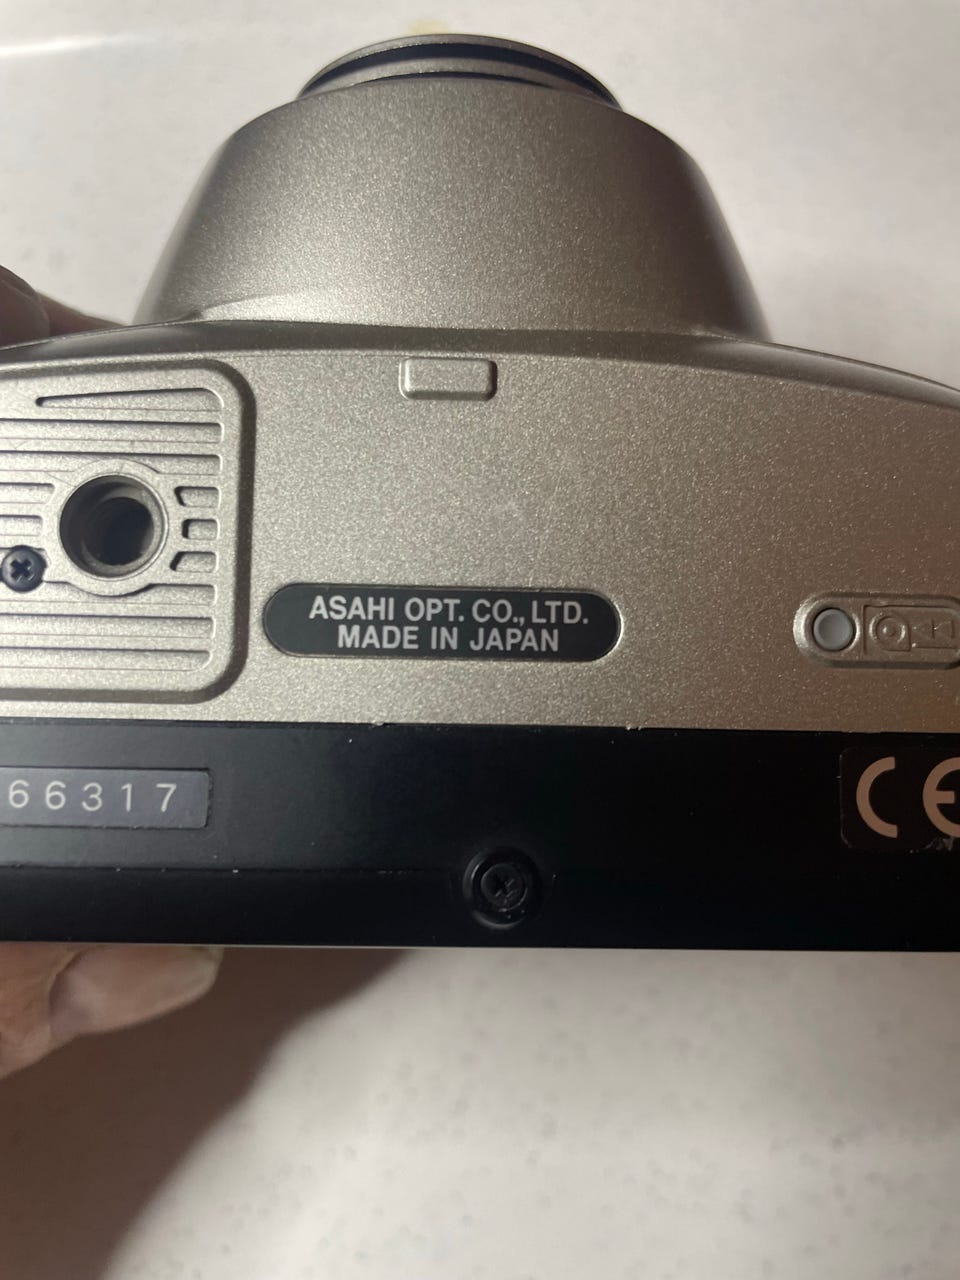 ASAHI OPT. CO., LTD.
MADE IN JAPAN
66317
CE